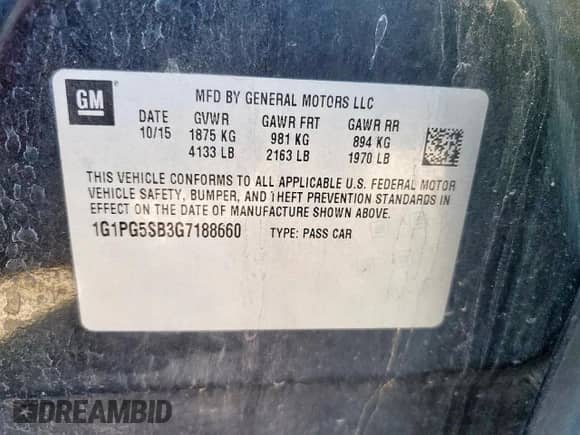 GM
MFD BY GENERAL MOTORS LLC
DATE GVWR GAWR FRT GAWR RR
10/15 1875 KG 981 KG 894 KG
4133 LB 2163 LB 1970 LB
THIS VEHICLE CONFORMS TO ALL APPLICABLE U.S. FEDERAL MOTOR
VEHICLE SAFETY, BUMPER, AND THEFT PREVENTION STANDARDS IN
EFFECT ON THE DATE OF MANUFACTURE SHOWN ABOVE.
1G1PG5SB3G7188660 TYPE: PASS CAR
DREAMBID